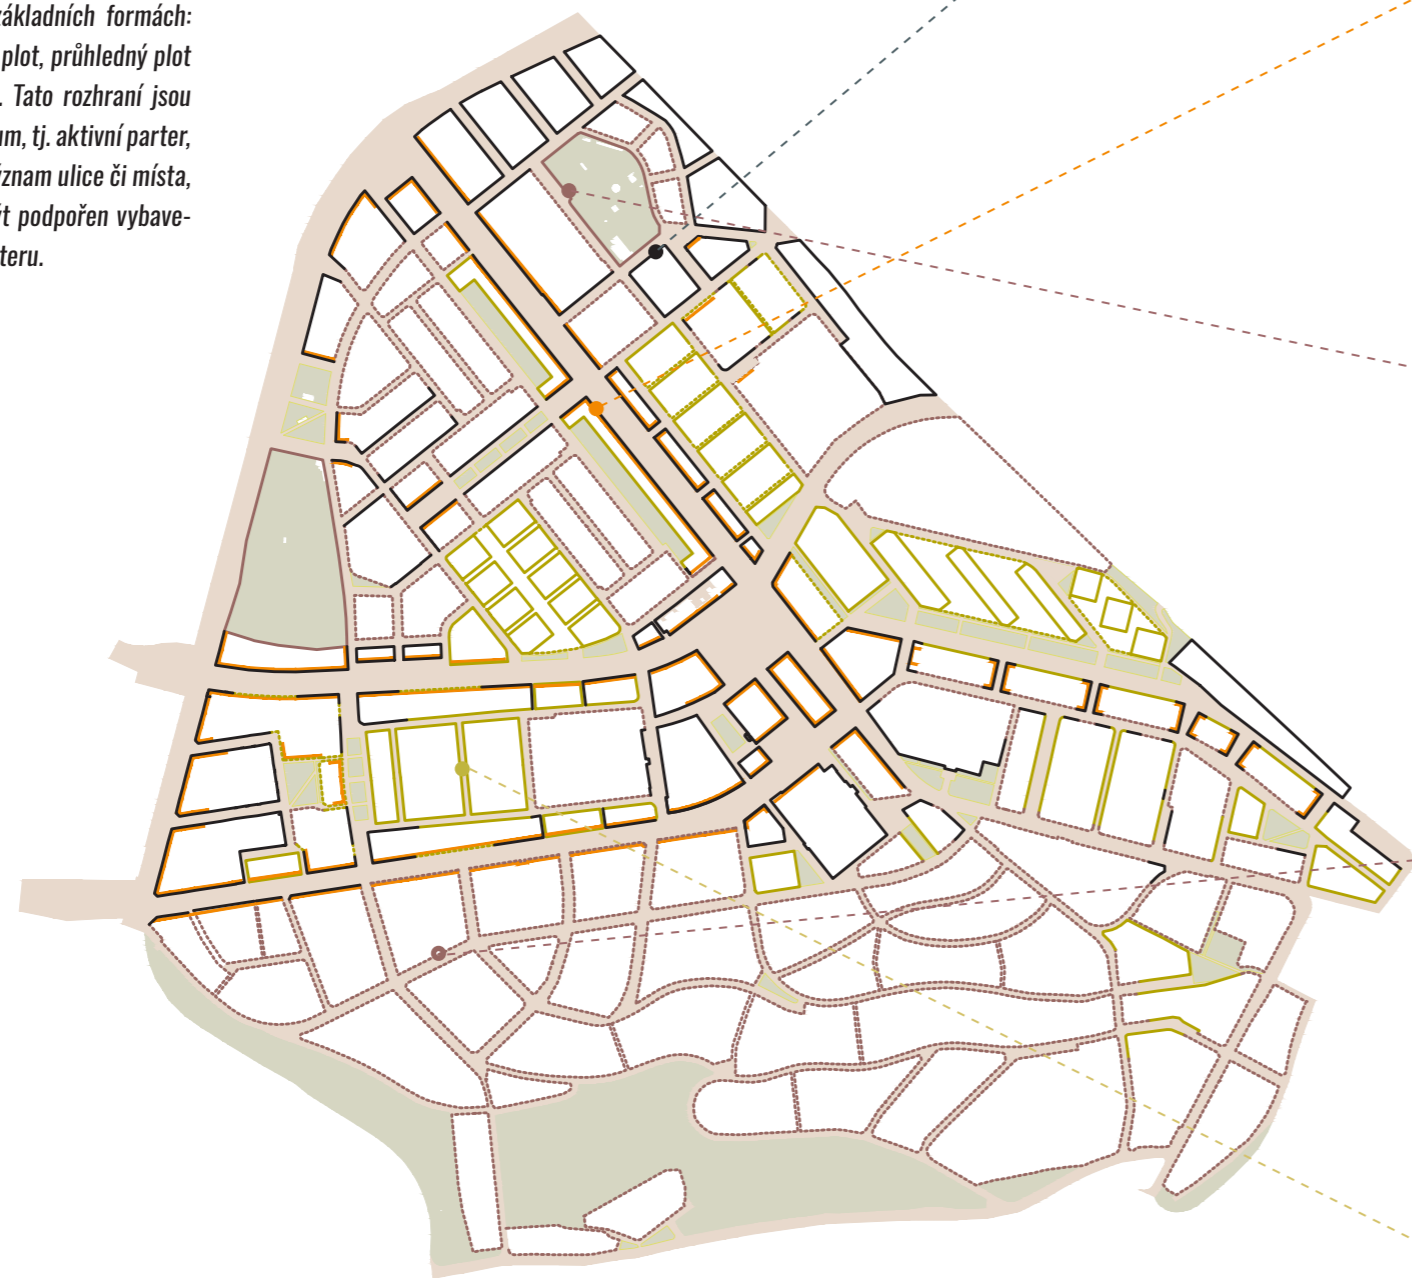 základních formách:
plot, průhledný plot
. Tato rozhraní jsou
um, tj. aktivní parter,
ýznam ulice či místa,
ýt podpořen vybave-
teru.